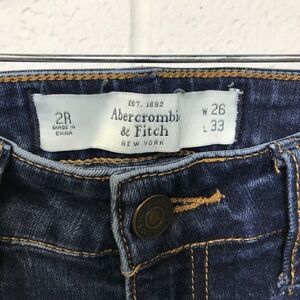 2R
MADE IN
CHINA
EST. 1892
Abercrombie
& Fitch
NEW YORK
W 26
L 33